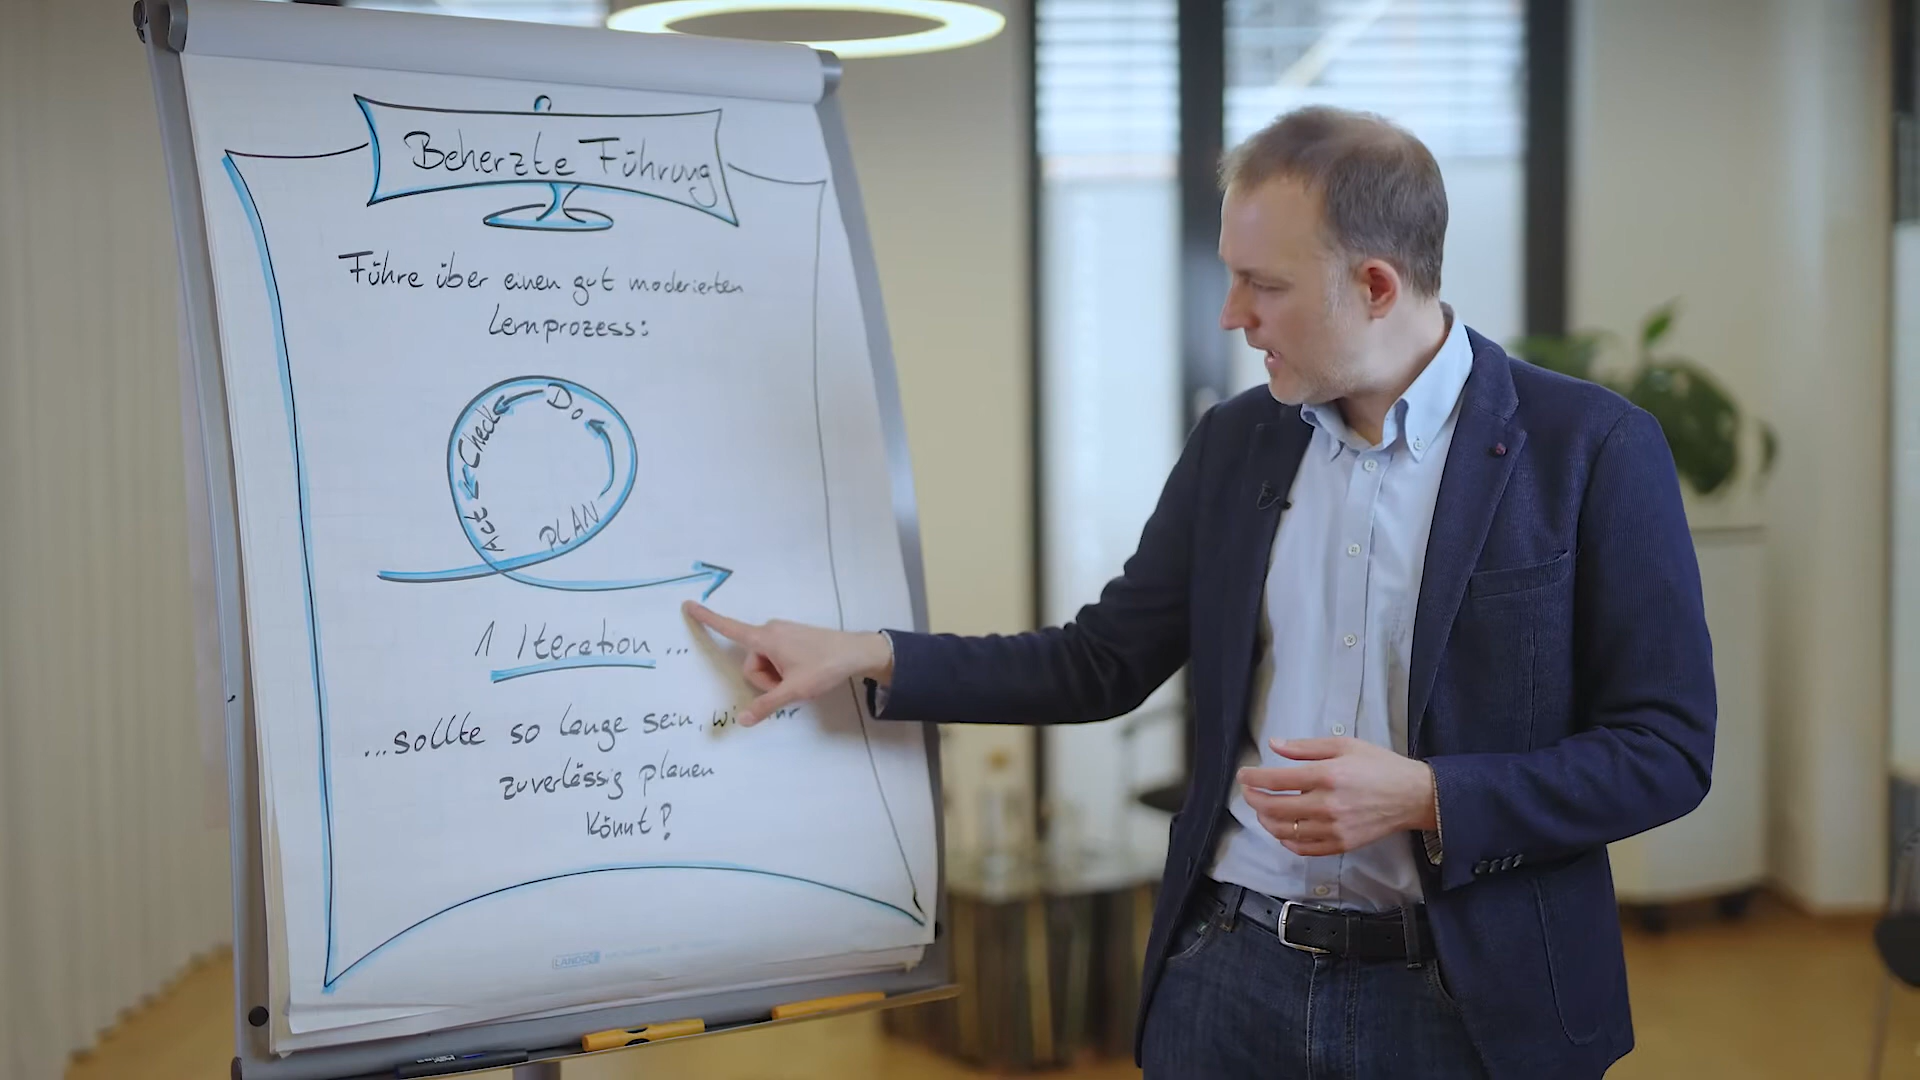 Beherzte Führung
Führe über einen gut moderierten
Lernprozess:
Do
Check
Act
PLAN
1 Iteration ...
...sollte so lange sein,
zuverlässig planen
könnt?
LANDRÉ